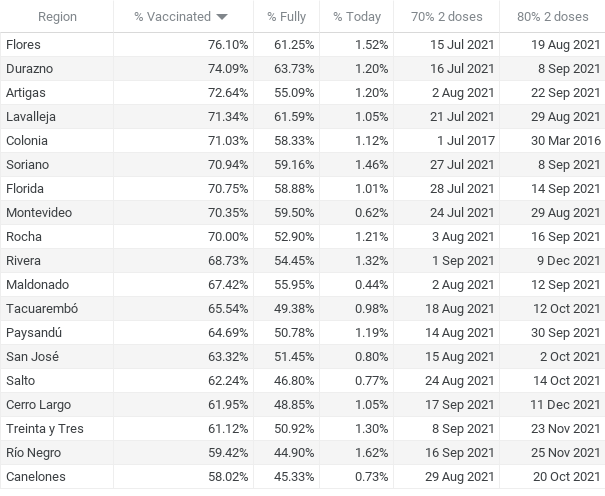 Region % Vaccinated % Fully % Today 70% 2 doses 80% 2 doses
Flores 76.10% 61.25% 1.52% 15 Jul 2021 19 Aug 2021
Durazno 74.09% 63.73% 1.20% 16 Jul 2021 8 Sep 2021
Artigas 72.64% 55.09% 1.20% 2 Aug 2021 22 Sep 2021
Lavalleja 71.34% 61.59% 1.05% 21 Jul 2021 29 Aug 2021
Colonia 71.03% 58.33% 1.12% 1 Jul 2017 30 Mar 2016
Soriano 70.94% 59.16% 1.46% 27 Jul 2021 8 Sep 2021
Florida 70.75% 58.88% 1.01% 28 Jul 2021 14 Sep 2021
Montevideo 70.35% 59.50% 0.62% 24 Jul 2021 29 Aug 2021
Rocha 70.00% 52.90% 1.21% 3 Aug 2021 16 Sep 2021
Rivera 68.73% 54.45% 1.32% 1 Sep 2021 9 Dec 2021
Maldonado 67.42% 55.95% 0.44% 2 Aug 2021 12 Sep 2021
Tacuarembó 65.54% 49.38% 0.98% 18 Aug 2021 12 Oct 2021
Paysandú 64.69% 50.78% 1.19% 14 Aug 2021 30 Sep 2021
San José 63.32% 51.45% 0.80% 15 Aug 2021 2 Oct 2021
Salto 62.24% 46.80% 0.77% 24 Aug 2021 14 Oct 2021
Cerro Largo 61.95% 48.85% 1.05% 17 Sep 2021 11 Dec 2021
Treinta y Tres 61.12% 50.92% 1.30% 8 Sep 2021 23 Nov 2021
Río Negro 59.42% 44.90% 1.62% 16 Sep 2021 25 Nov 2021
Canelones 58.02% 45.33% 0.73% 29 Aug 2021 20 Oct 2021